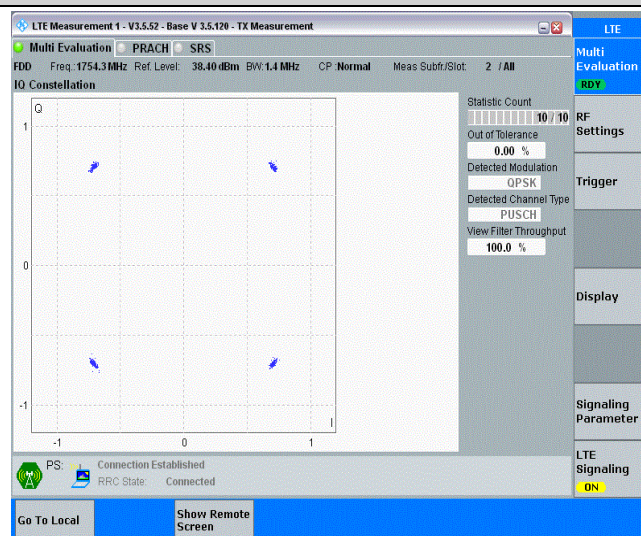 LTE Measurement 1 - V3.5.52 - Base V 3.5.120 - TX Measurement
LTE
Multi Evaluation PRACH SRS
Multi Evaluation
RDY
FDD Freq.:1754.3 MHz Ref. Level: 38.40 dBm BW:1.4 MHz CP :Normal Meas Subfr./Slot: 2 / All
IQ Constellation
Q
1
0
-1
-1 0 1
I
Statistic Count
10 / 10
Out of Tolerance
0.00 %
Detected Modulation
QPSK
Detected Channel Type
PUSCH
View Filter Throughput
100.0 %
RF Settings
Trigger
Display
Signaling Parameter
LTE Signaling
ON
PS: Connection Established
RRC State: Connected
Go To Local
Show Remote Screen